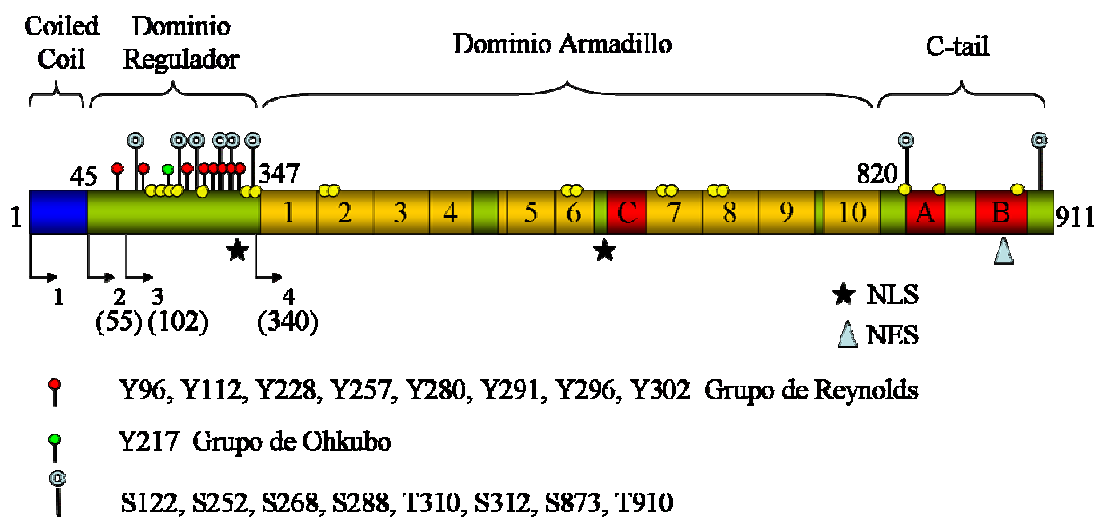 Coiled Coil
Dominio Regulador
Dominio Armadillo
C-tail
45
347
820
1
1 2 3 4 5 6 C 7 8 9 10 A B
911
1
2
(55)
3
(102)
4
(340)
NLS
NES
Y96, Y112, Y228, Y257, Y280, Y291, Y296, Y302 Grupo de Reynolds
Y217 Grupo de Ohkubo
S122, S252, S268, S288, T310, S312, S873, T910